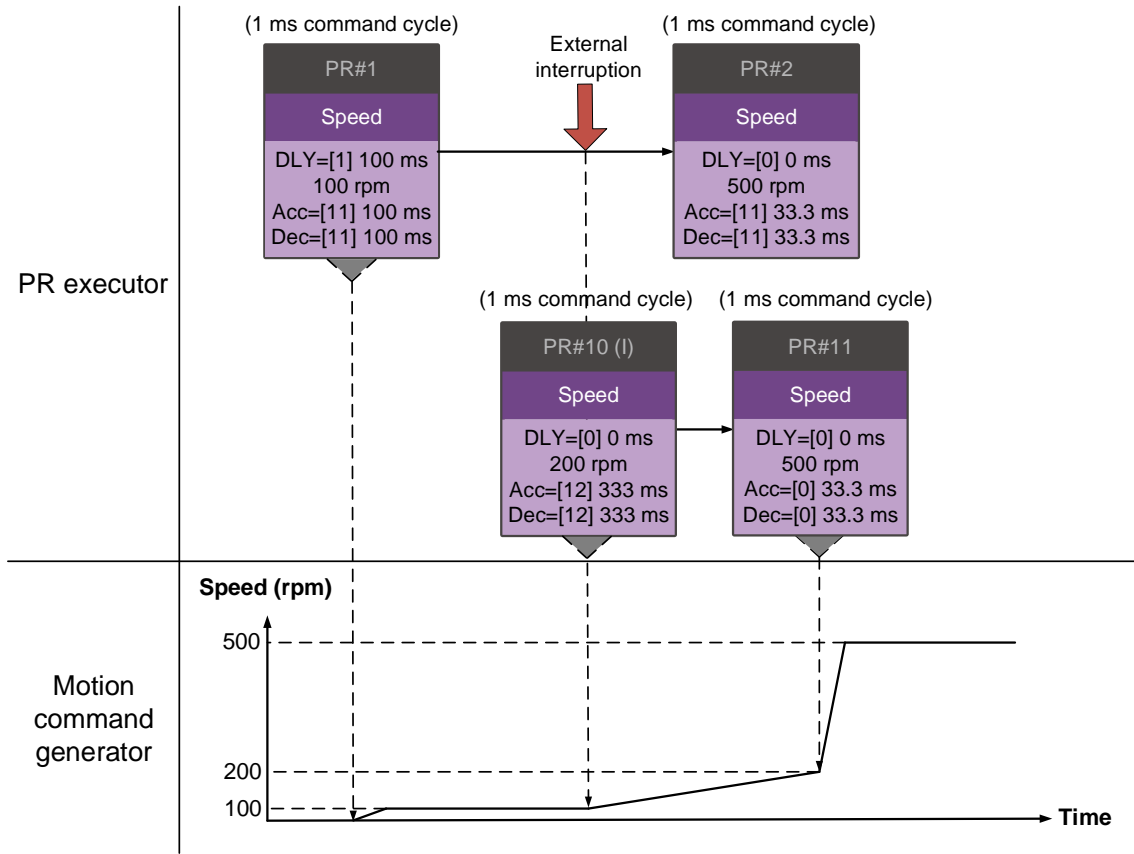 (1 ms command cycle)
PR#1
Speed
DLY=[1] 100 ms
100 rpm
Acc=[11] 100 ms
Dec=[11] 100 ms
External
interruption
(1 ms command cycle)
PR#2
Speed
DLY=[0] 0 ms
500 rpm
Acc=[11] 33.3 ms
Dec=[11] 33.3 ms
PR executor
(1 ms command cycle)
PR#10 (I)
Speed
DLY=[0] 0 ms
200 rpm
Acc=[12] 333 ms
Dec=[12] 333 ms
(1 ms command cycle)
PR#11
Speed
DLY=[0] 0 ms
500 rpm
Acc=[0] 33.3 ms
Dec=[0] 33.3 ms
Motion
command
generator
Speed (rpm)
500
200
100
Time